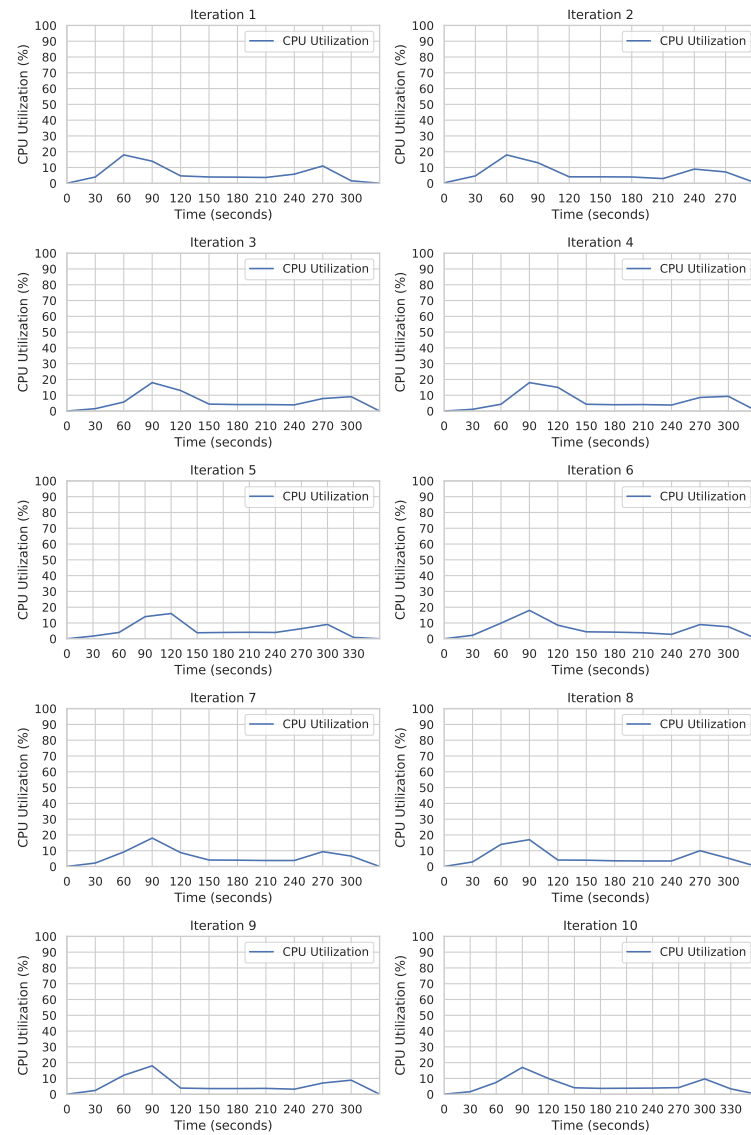 Iteration 1
CPU Utilization (%)
100
90
80
70
60
50
40
30
20
10
0
CPU Utilization
0 30 60 90 120 150 180 210 240 270 300
Time (seconds)
Iteration 2
CPU Utilization (%)
100
90
80
70
60
50
40
30
20
10
0
CPU Utilization
0 30 60 90 120 150 180 210 240 270
Time (seconds)
Iteration 3
CPU Utilization (%)
100
90
80
70
60
50
40
30
20
10
0
CPU Utilization
0 30 60 90 120 150 180 210 240 270 300
Time (seconds)
Iteration 4
CPU Utilization (%)
100
90
80
70
60
50
40
30
20
10
0
CPU Utilization
0 30 60 90 120 150 180 210 240 270 300
Time (seconds)
Iteration 5
CPU Utilization (%)
100
90
80
70
60
50
40
30
20
10
0
CPU Utilization
0 30 60 90 120 150 180 210 240 270 300 330
Time (seconds)
Iteration 6
CPU Utilization (%)
100
90
80
70
60
50
40
30
20
10
0
CPU Utilization
0 30 60 90 120 150 180 210 240 270 300
Time (seconds)
Iteration 7
CPU Utilization (%)
100
90
80
70
60
50
40
30
20
10
0
CPU Utilization
0 30 60 90 120 150 180 210 240 270 300
Time (seconds)
Iteration 8
CPU Utilization (%)
100
90
80
70
60
50
40
30
20
10
0
CPU Utilization
0 30 60 90 120 150 180 210 240 270 300
Time (seconds)
Iteration 9
CPU Utilization (%)
100
90
80
70
60
50
40
30
20
10
0
CPU Utilization
0 30 60 90 120 150 180 210 240 270 300
Time (seconds)
Iteration 10
CPU Utilization (%)
100
90
80
70
60
50
40
30
20
10
0
CPU Utilization
0 30 60 90 120 150 180 210 240 270 300 330
Time (seconds)